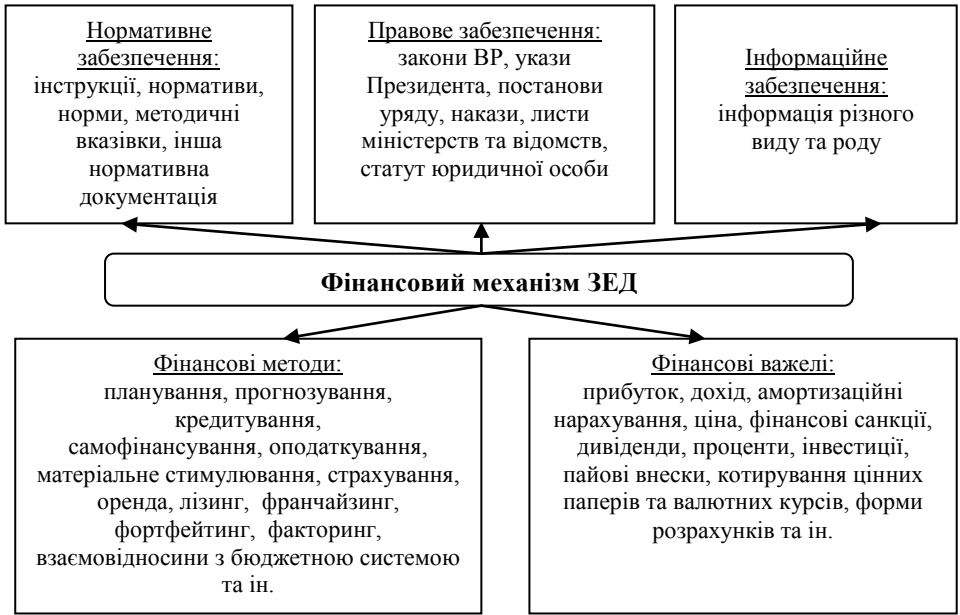 Нормативне
забезпечення:
інструкції, нормативи,
норми, методичні
вказівки, інша
нормативна
документація
Правове забезпечення:
закони ВР, укази
Президента, постанови
уряду, накази, листи
міністерств та відомств,
статут юридичної особи
Інформаційне
забезпечення:
інформація різного
виду та роду
Фінансовий механізм ЗЕД
Фінансові методи:
планування, прогнозування,
кредитування,
самофінансування, оподаткування,
матеріальне стимулювання, страхування,
оренда, лізинг, франчайзинг,
фортфейтинг, факторинг,
взаємовідносини з бюджетною системою
та ін.
Фінансові важелі:
прибуток, дохід, амортизаційні
нарахування, ціна, фінансові санкції,
дивіденди, проценти, інвестиції,
пайові внески, котирування цінних
паперів та валютних курсів, форми
розрахунків та ін.